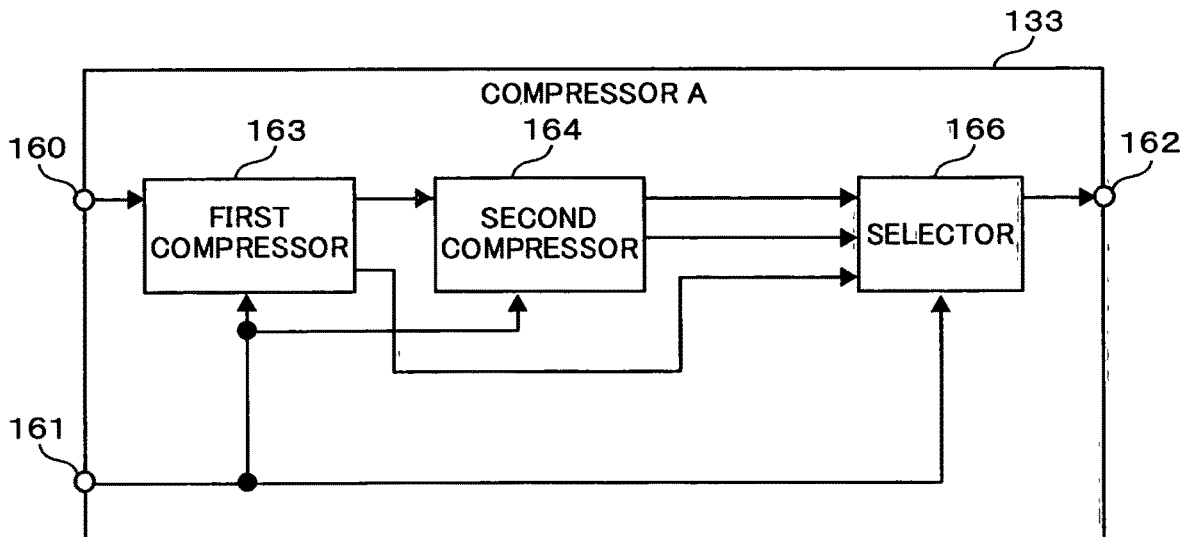 133
COMPRESSOR A
160
163
164
166
162
FIRST
COMPRESSOR
SECOND
COMPRESSOR
SELECTOR
161